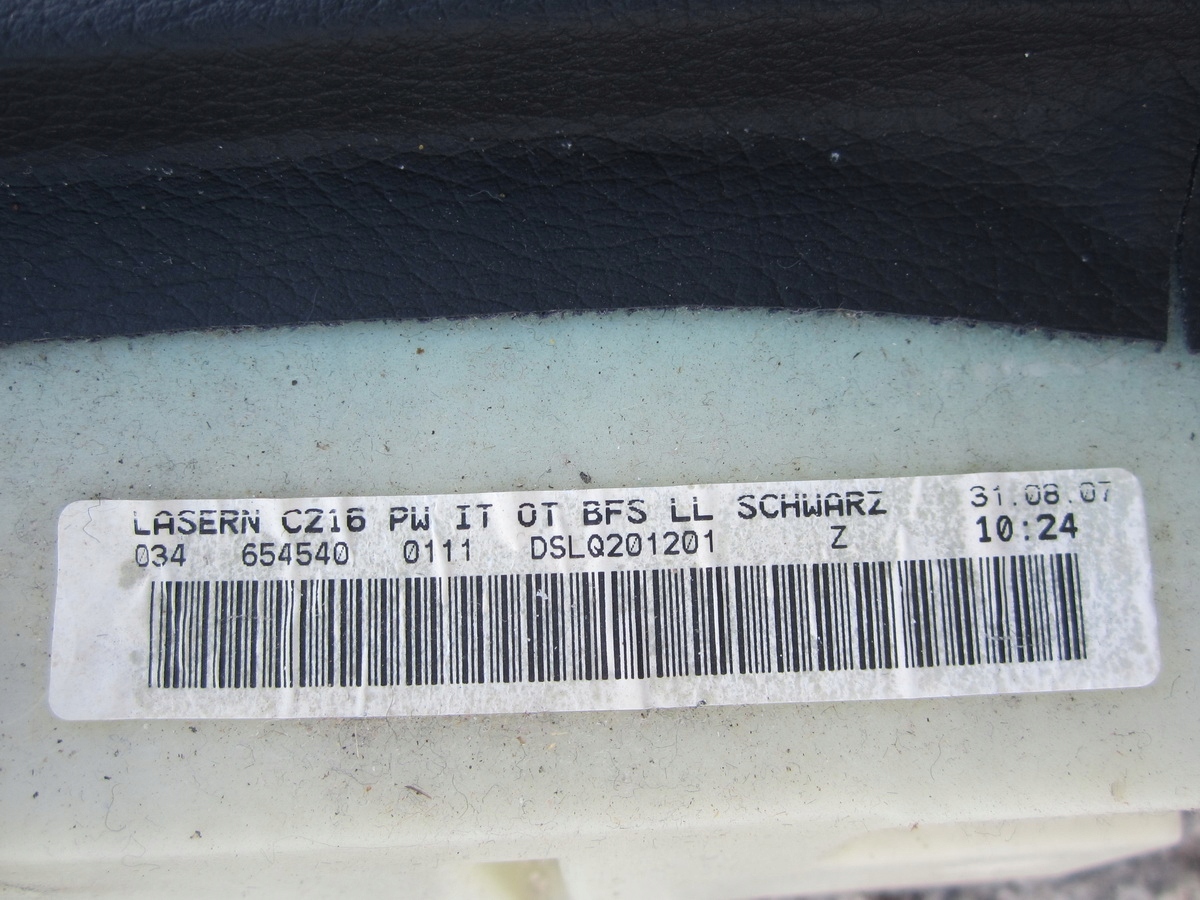 LASERN C216 PW IT OT BFS LL SCHWARZ 31.08.07
034 654540 0111 DSLQ201201 Z 10:24